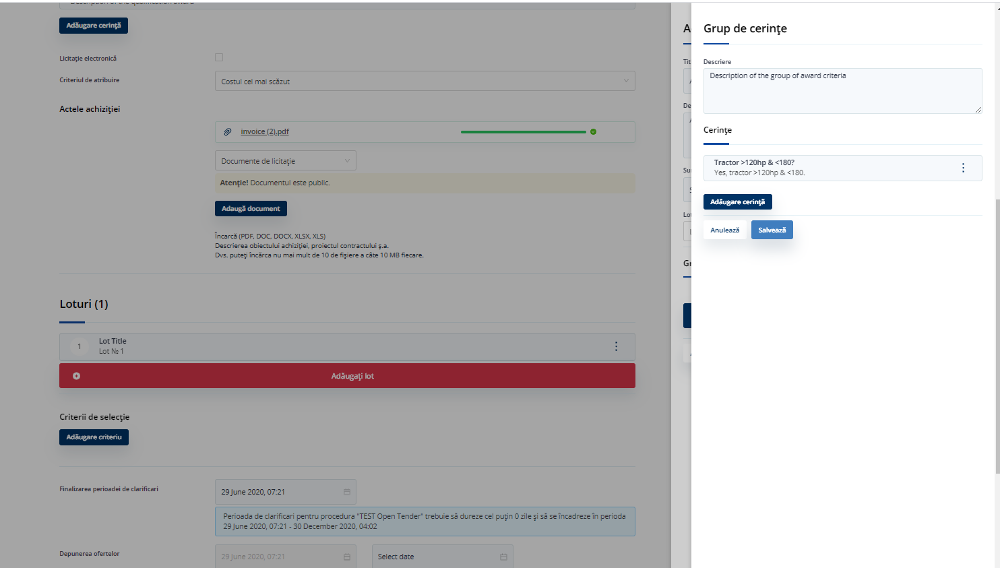 Description of the qualification award
Adăugare cerință
Licitație electronică
Criteriul de atribuire
Costul cel mai scăzut
Actele achiziției
invoice (2).pdf
Documente de licitație
Atenție! Documentul este public.
Adaugă document
Încarcă (PDF, DOC, DOCX, XLSX, XLS)
Descrierea obiectului achiziției, proiectul contractului ș.a.
Dvs. puteți încărca nu mai mult de 10 de fișiere a câte 10 MB fiecare.
Loturi (1)
1
Lot Title
Lot № 1
Adăugați lot
Criterii de selecție
Adăugare criteriu
Finalizarea perioadei de clarificari
29 June 2020, 07:21
Perioada de clarificari pentru procedura "TEST Open Tender" trebuie să dureze cel puțin 0 zile și să se încadreze în perioda
29 June 2020, 07:21 - 30 December 2020, 04:02
Depunerea ofertelor
29 June 2020, 07:21
Select date
A
Tit
De
Su
Lot
Gr
Grup de cerințe
Descriere
Description of the group of award criteria
Cerințe
Tractor >120hp & <180?
Yes, tractor >120hp & <180.
Adăugare cerință
Anulează
Salvează